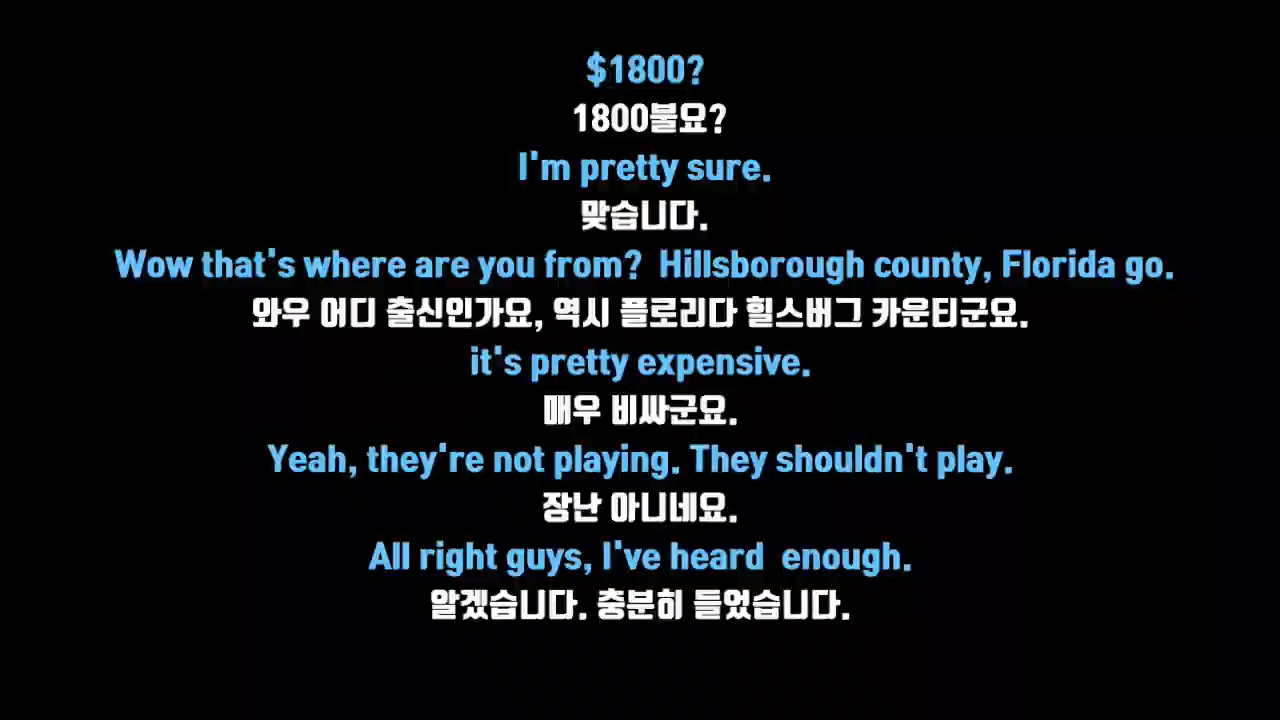 $1800?
1800불요?
I'm pretty sure.
맞습니다.
Wow that's where are you from? Hillsborough county, Florida go.
와우 어디 출신인가요, 역시 플로리다 힐스버그 카운티군요.
it's pretty expensive.
매우 비싸군요.
Yeah, they're not playing. They shouldn't play.
장난 아니네요.
All right guys, I've heard enough.
알겠습니다. 충분히 들었습니다.